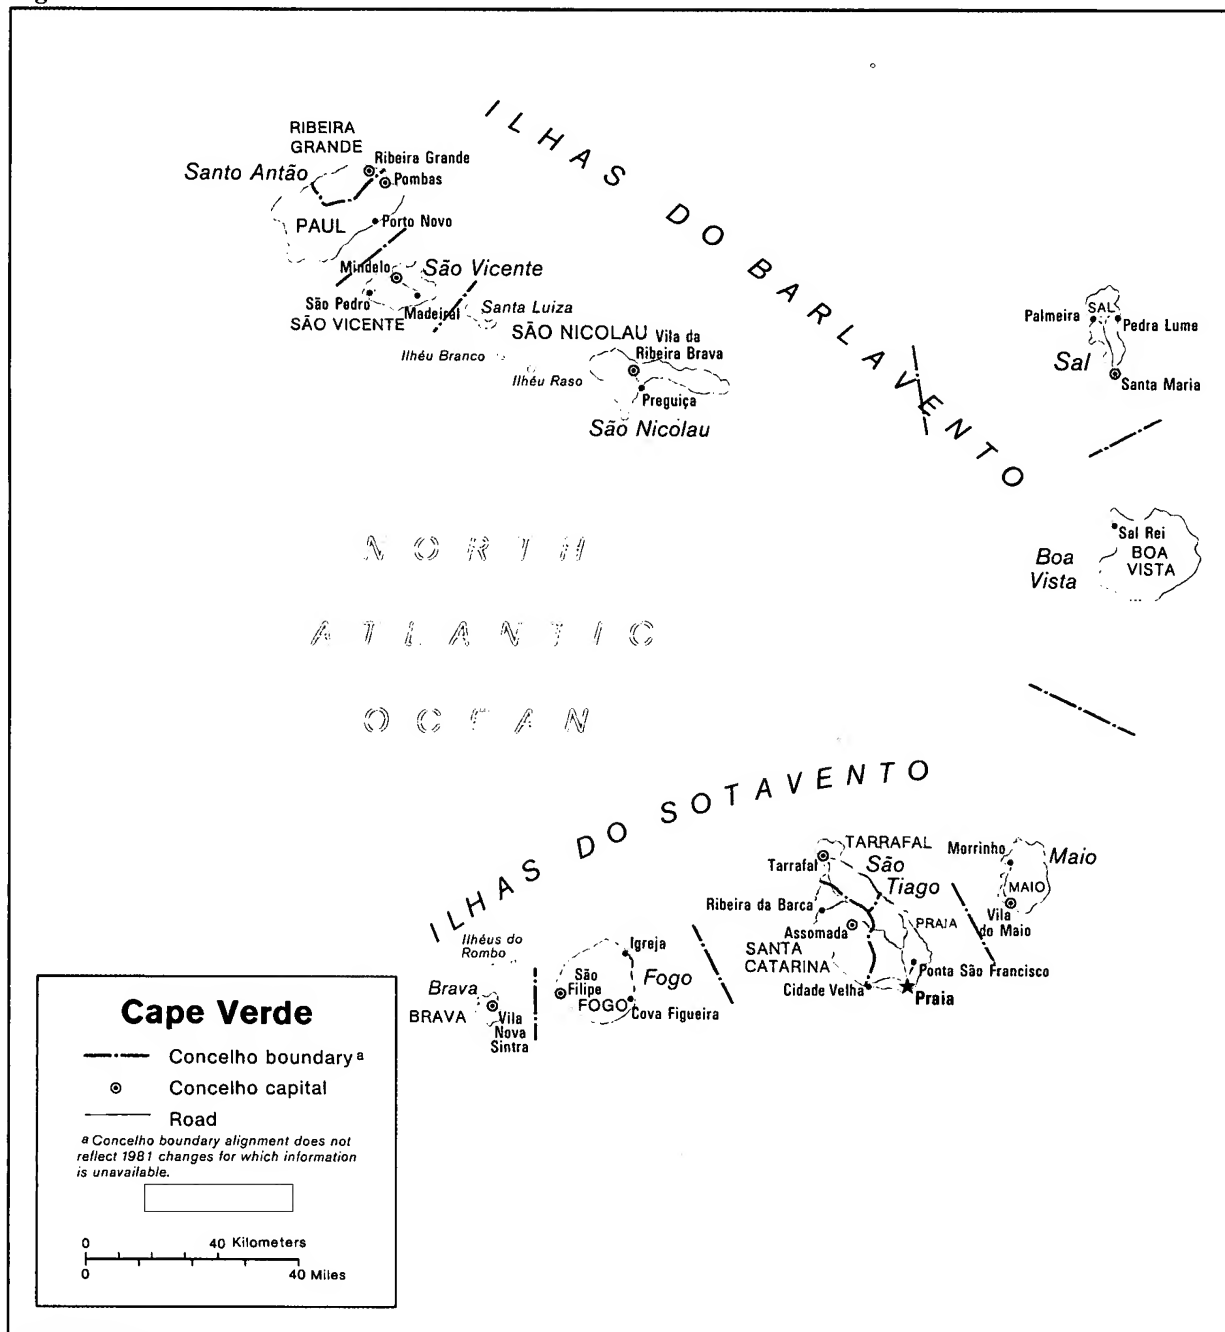 g
ILHAS DO BARLAVENTO
RIBEIRA
GRANDE
Ribeira Grande
Santo Antão
Pombas
PAUL
Porto Novo
Mindelo
São Vicente
São Pedro
Madeiral
SÃO VICENTE
Santa Luiza
SÃO NICOLAU
Vila da
Ribeira Brava
Ilhéu Branco
Ilhéu Raso
Preguiça
São Nicolau
SAL
Palmeira
Pedra Lume
Sal
Santa Maria
Sal Rei
BOA
VISTA
Boa
Vista
NORTH
ATLANTIC
OCEAN
ILHAS DO SOTAVENTO
TARRAFAL
Tarrafal
São
Tiago
Morrinho
Maio
MAIO
Ribeira da Barca
PRAIA
Vila
do Maio
Assomada
SANTA
CATARINA
Ponta São Francisco
Cidade Velha
Praia
Ilhéus do
Rombo
Igreja
Fogo
São
Filipe
FOGO
Cova Figueira
Brava
BRAVA
Vila
Nova
Sintra
Cape Verde
Concelho boundary a
Concelho capital
Road
a Concelho boundary alignment does not
reflect 1981 changes for which information
is unavailable.
0 40 Kilometers
0 40 Miles